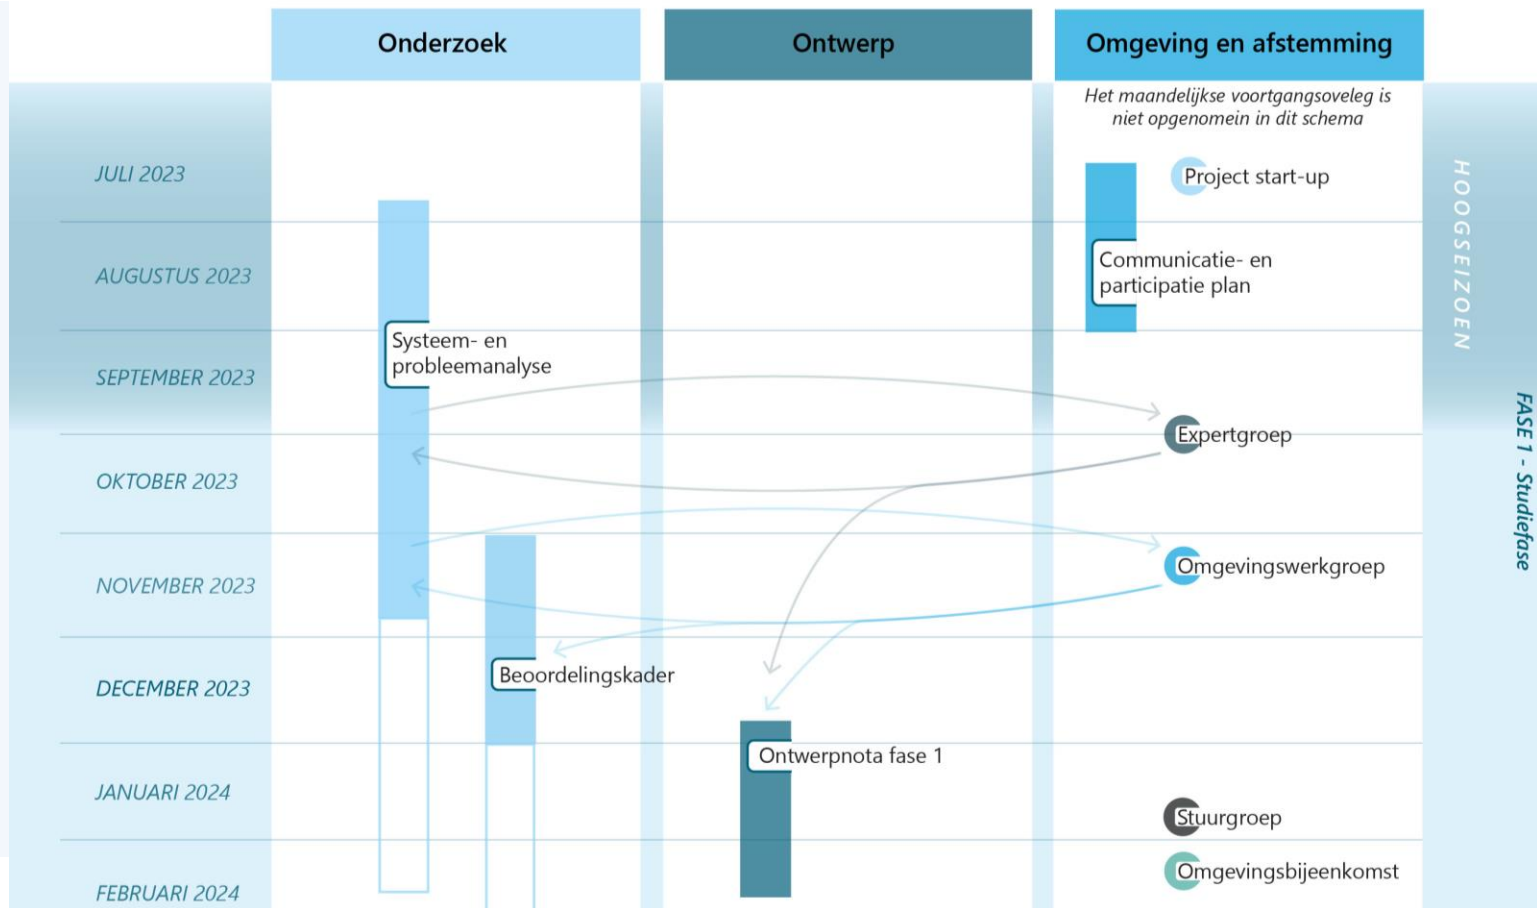 Onderzoek
Ontwerp
Omgeving en afstemming
Het maandelijkse voortgangsoveleg is
niet opgenomein in dit schema
JULI 2023
Project start-up
HOOGSEIZOEN
AUGUSTUS 2023
Communicatie- en
participatie plan
Systeem- en
probleemanalyse
SEPTEMBER 2023
Expertgroep
FASE 1 - Studiefase
OKTOBER 2023
NOVEMBER 2023
Omgevingswerkgroep
DECEMBER 2023
Beoordelingskader
Ontwerpnota fase 1
JANUARI 2024
Stuurgroep
Omgevingsbijeenkomst
FEBRUARI 2024